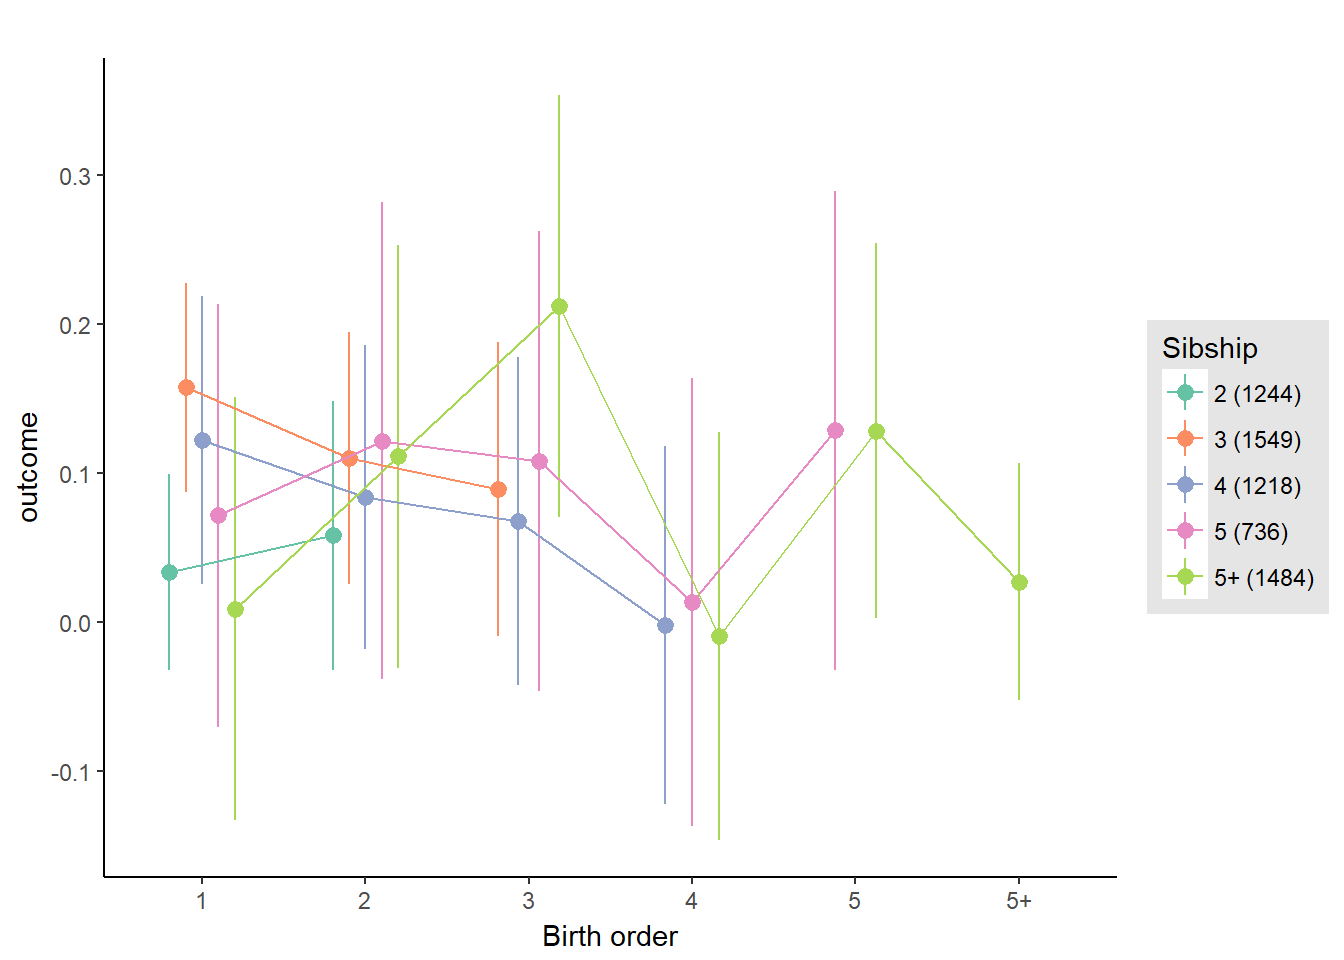 0.3
0.2
0.1
0.0
-0.1
outcome
1 2 3 4 5 5+
Birth order
Sibship
2 (1244)
3 (1549)
4 (1218)
5 (736)
5+ (1484)